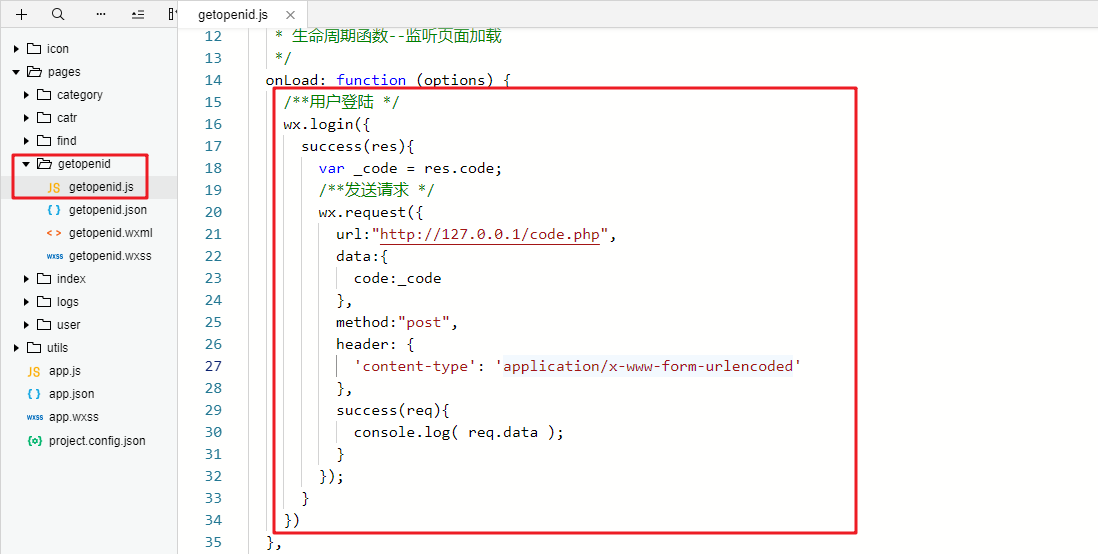 getopenid.js
icon
pages
category
catr
find
getopenid
JS getopenid.js
{ } getopenid.json
< > getopenid.wxml
wxss getopenid.wxss
index
logs
user
utils
JS app.js
{ } app.json
wxss app.wxss
{o} project.config.json
12 * 生命周期函数--监听页面加载
13 */
14 onLoad: function (options) {
15 /**用户登陆 */
16 wx.login({
17 success(res){
18 var _code = res.code;
19 /**发送请求 */
20 wx.request({
21 url:"http://127.0.0.1/code.php",
22 data:{
23 code:_code
24 },
25 method:"post",
26 header: {
27 'content-type': 'application/x-www-form-urlencoded'
28 },
29 success(req){
30 console.log( req.data );
31 }
32 });
33 }
34 })
35 },